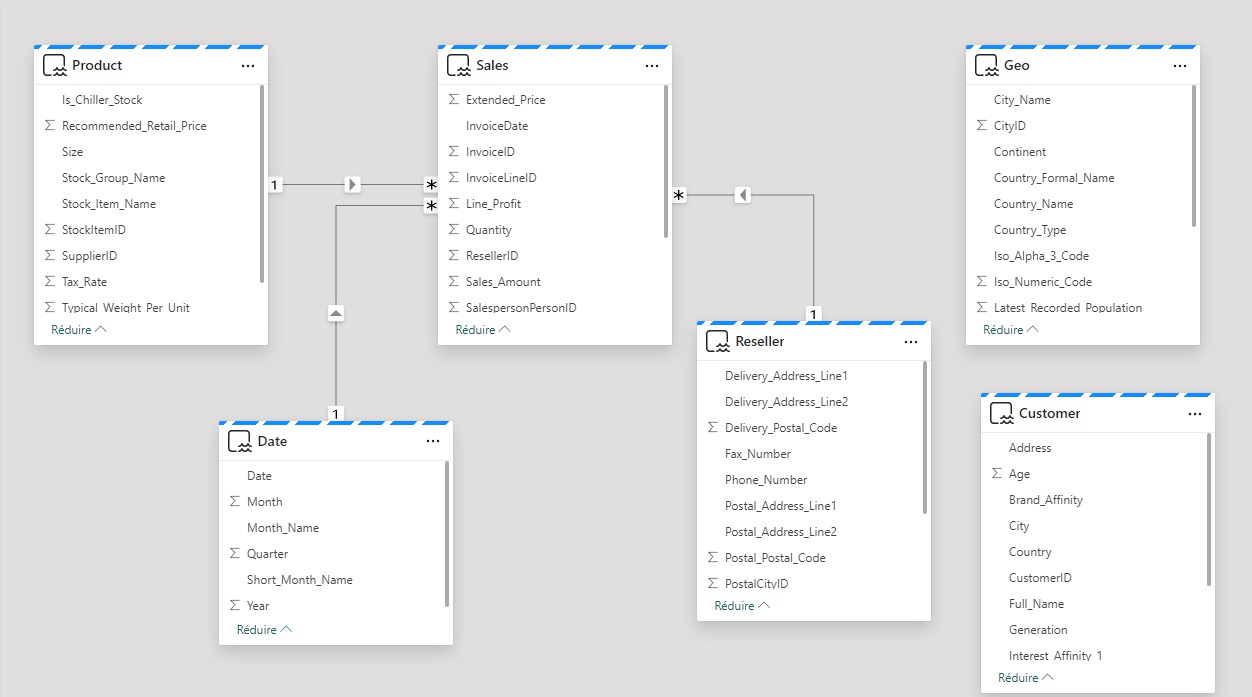 Product
Is_Chiller_Stock
Σ Recommended_Retail_Price
Size
Stock_Group_Name
Stock_Item_Name
Σ StockItemID
Σ SupplierID
Σ Tax_Rate
Σ Typical_Weight_Per_Unit
Réduire
1
*
*
Sales
Σ Extended_Price
InvoiceDate
Σ InvoiceID
Σ InvoiceLineID
Σ Line_Profit
Σ Quantity
Σ ResellerID
Σ Sales_Amount
Σ SalespersonPersonID
Réduire
*
1
Geo
City_Name
Σ CityID
Continent
Country_Formal_Name
Country_Name
Country_Type
Iso_Alpha_3_Code
Σ Iso_Numeric_Code
Σ Latest_Recorded_Population
Réduire
1
Date
Date
Σ Month
Month_Name
Σ Quarter
Short_Month_Name
Σ Year
Réduire
Reseller
Delivery_Address_Line1
Delivery_Address_Line2
Σ Delivery_Postal_Code
Fax_Number
Phone_Number
Postal_Address_Line1
Postal_Address_Line2
Σ Postal_Postal_Code
Σ PostalCityID
Réduire
Customer
Address
Σ Age
Brand_Affinity
City
Country
CustomerID
Full_Name
Generation
Interest_Affinity_1
Réduire